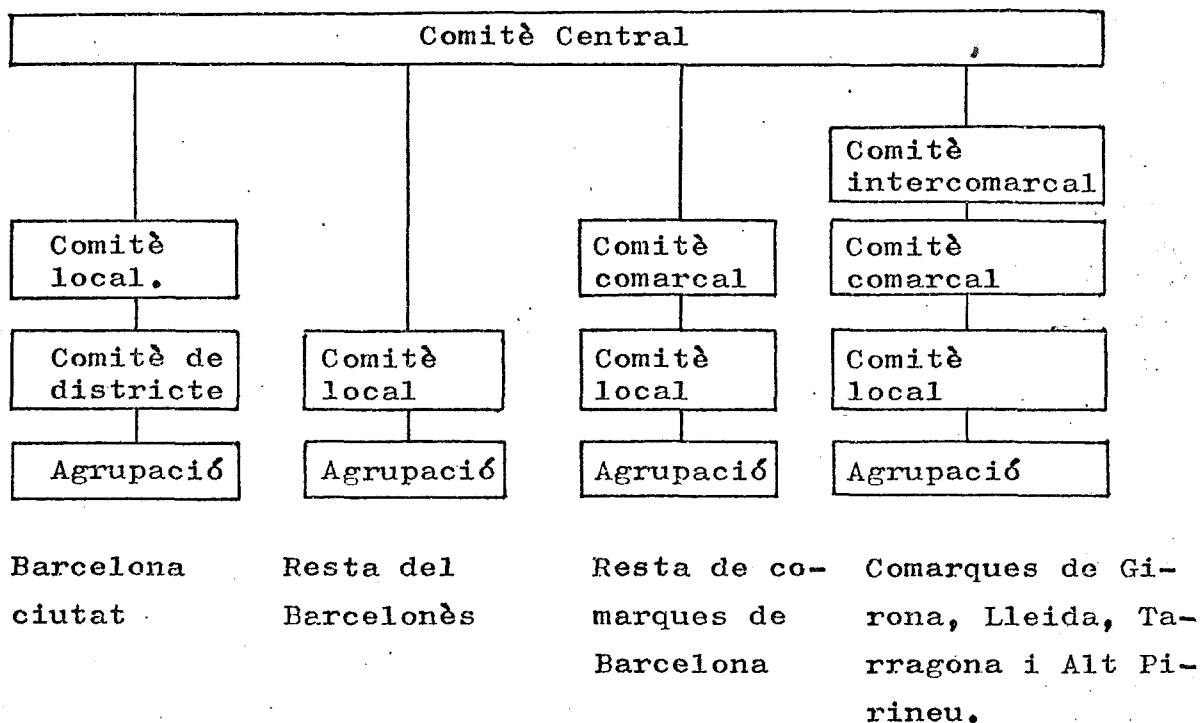 Comitè Central
Comitè
intercomarcal
Comitè
local.
Comitè
comarcal
Comitè
comarcal
Comitè de
districte
Comitè
local
Comitè
local
Comitè
local
Agrupació
Agrupació
Agrupació
Agrupació
Barcelona
ciutat
Resta del
Barcelonès
Resta de co-
marques de
Barcelona
Comarques de Gi-
rona, Lleida, Ta-
rragona i Alt Pi-
rineu.